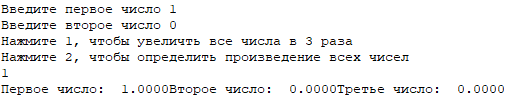 Введите первое число 1
Введите второе число 0
Нажмите 1, чтобы увеличть все числа в 3 раза
Нажмите 2, чтобы определить произведение всех чисел
1
Первое число:  1.0000Второе число:  0.0000Третье число:  0.0000